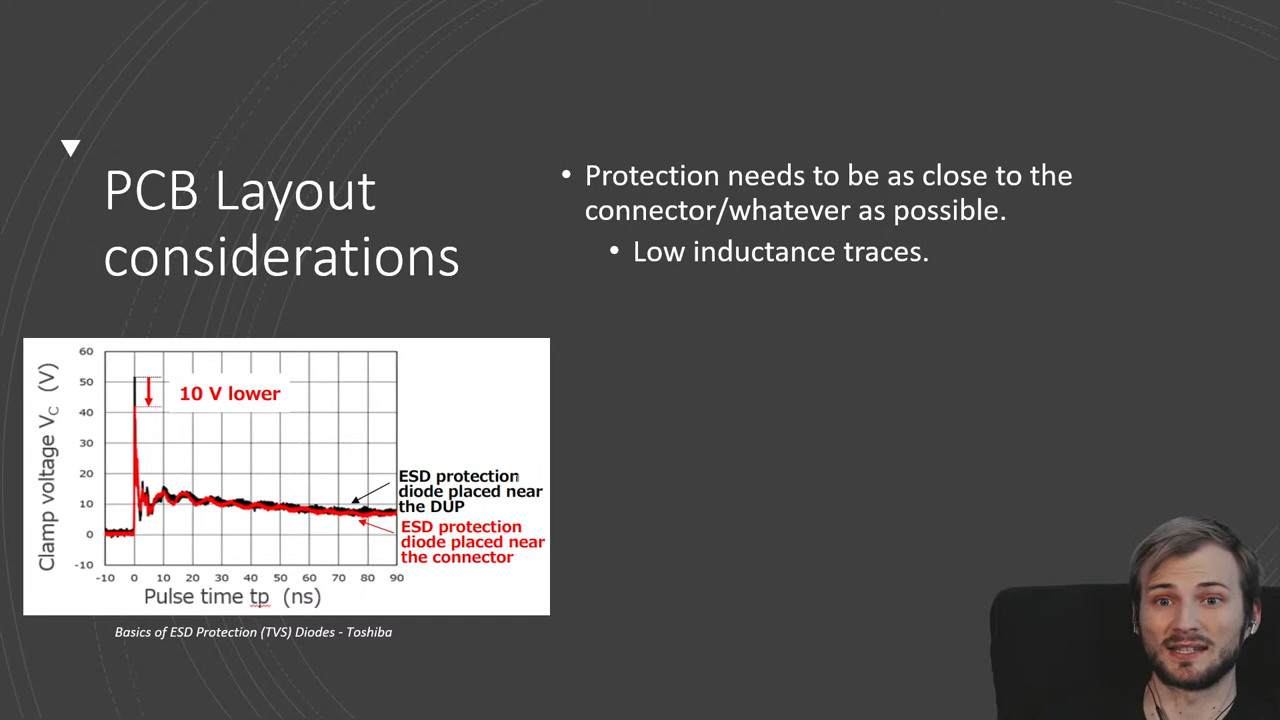 PCB Layout
considerations
• Protection needs to be as close to the
connector/whatever as possible.
• Low inductance traces.
Clamp voltage VC (V)
60
50
40
30
20
10
0
-10
10 V lower
ESD protection
diode placed near
the DUP
ESD protection
diode placed near
the connector
-10 0 10 20 30 40 50 60 70 80 90
Pulse time tp (ns)
Basics of ESD Protection (TVS) Diodes - Toshiba